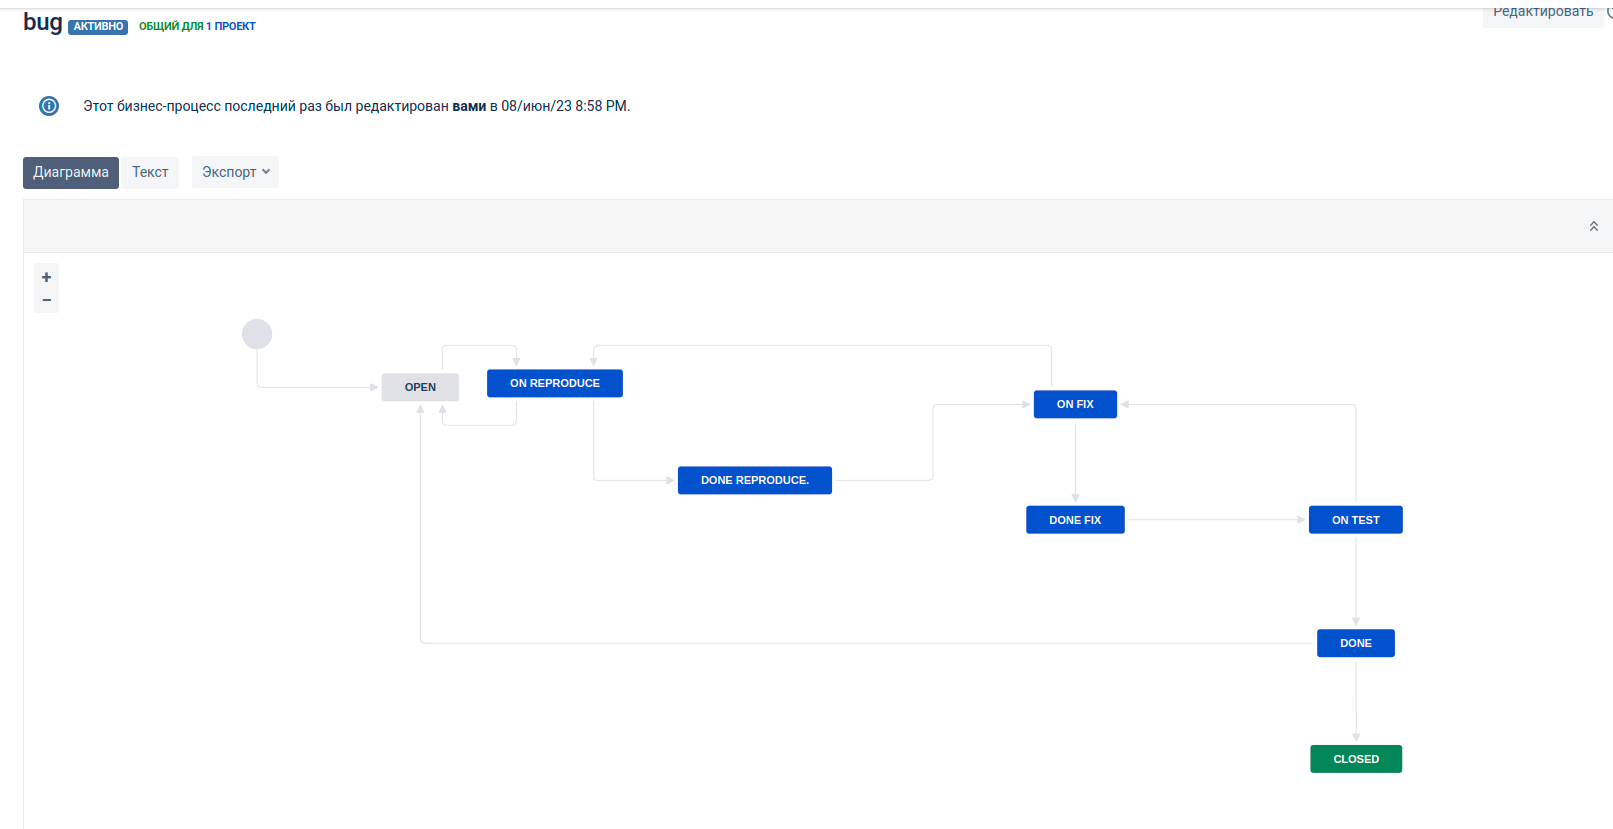 bug АКТИВНО ОБЩИЙ ДЛЯ 1 ПРОЕКТ
Редактировать
Этот бизнес-процесс последний раз был редактирован вами в 08/июн/23 8:58 PM.
Диаграмма Текст Экспорт
+
−
OPEN
ON REPRODUCE
ON FIX
DONE REPRODUCE.
DONE FIX
ON TEST
DONE
CLOSED